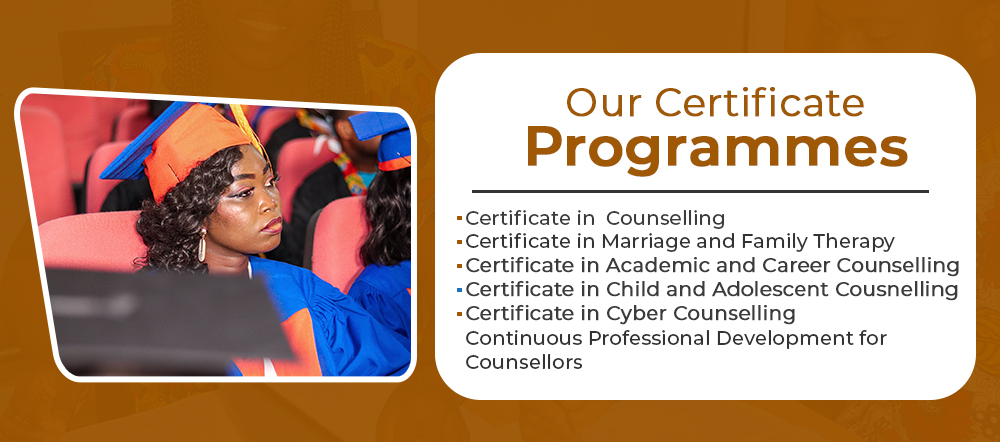 Our Certificate
Programmes
Certificate in Counselling
Certificate in Marriage and Family Therapy
Certificate in Academic and Career Counselling
Certificate in Child and Adolescent Cousnelling
Certificate in Cyber Counselling
Continuous Professional Development for
Counsellors